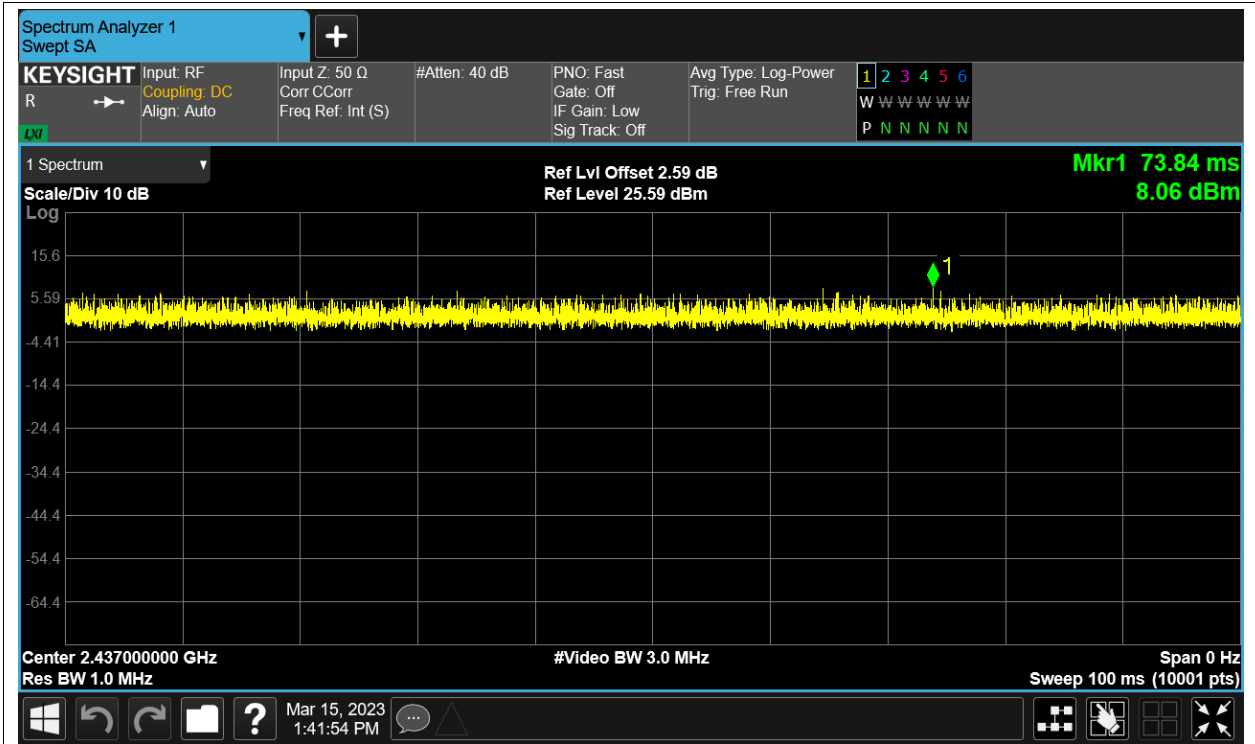 Spectrum Analyzer 1
Swept SA
KEYSIGHT
R
LXI
Input: RF
Coupling: DC
Align: Auto
Input Z: 50 Ω
Corr CCorr
Freq Ref: Int (S)
#Atten: 40 dB
PNO: Fast
Gate: Off
IF Gain: Low
Sig Track: Off
Avg Type: Log-Power
Trig: Free Run
1 2 3 4 5 6
W W W W W W
P N N N N N
1 Spectrum
Scale/Div 10 dB
Log
Ref Lvl Offset 2.59 dB
Ref Level 25.59 dBm
Mkr1 73.84 ms
8.06 dBm
1
15.6
5.59
-4.41
-14.4
-24.4
-34.4
-44.4
-54.4
-64.4
Center 2.437000000 GHz
Res BW 1.0 MHz
#Video BW 3.0 MHz
Span 0 Hz
Sweep 100 ms (10001 pts)
?
Mar 15, 2023
1:41:54 PM